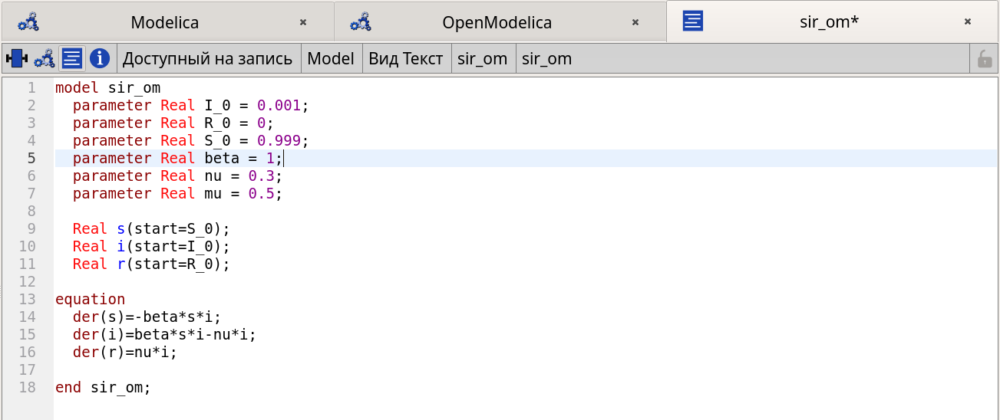 Modelica
OpenModelica
sir_om*
Доступный на запись Model Вид Текст sir_om sir_om
1 model sir_om
2   parameter Real I_0 = 0.001;
3   parameter Real R_0 = 0;
4   parameter Real S_0 = 0.999;
5   parameter Real beta = 1;
6   parameter Real nu = 0.3;
7   parameter Real mu = 0.5;
8
9   Real s(start=S_0);
10   Real i(start=I_0);
11   Real r(start=R_0);
12
13 equation
14   der(s)=-beta*s*i;
15   der(i)=beta*s*i-nu*i;
16   der(r)=nu*i;
17
18 end sir_om;